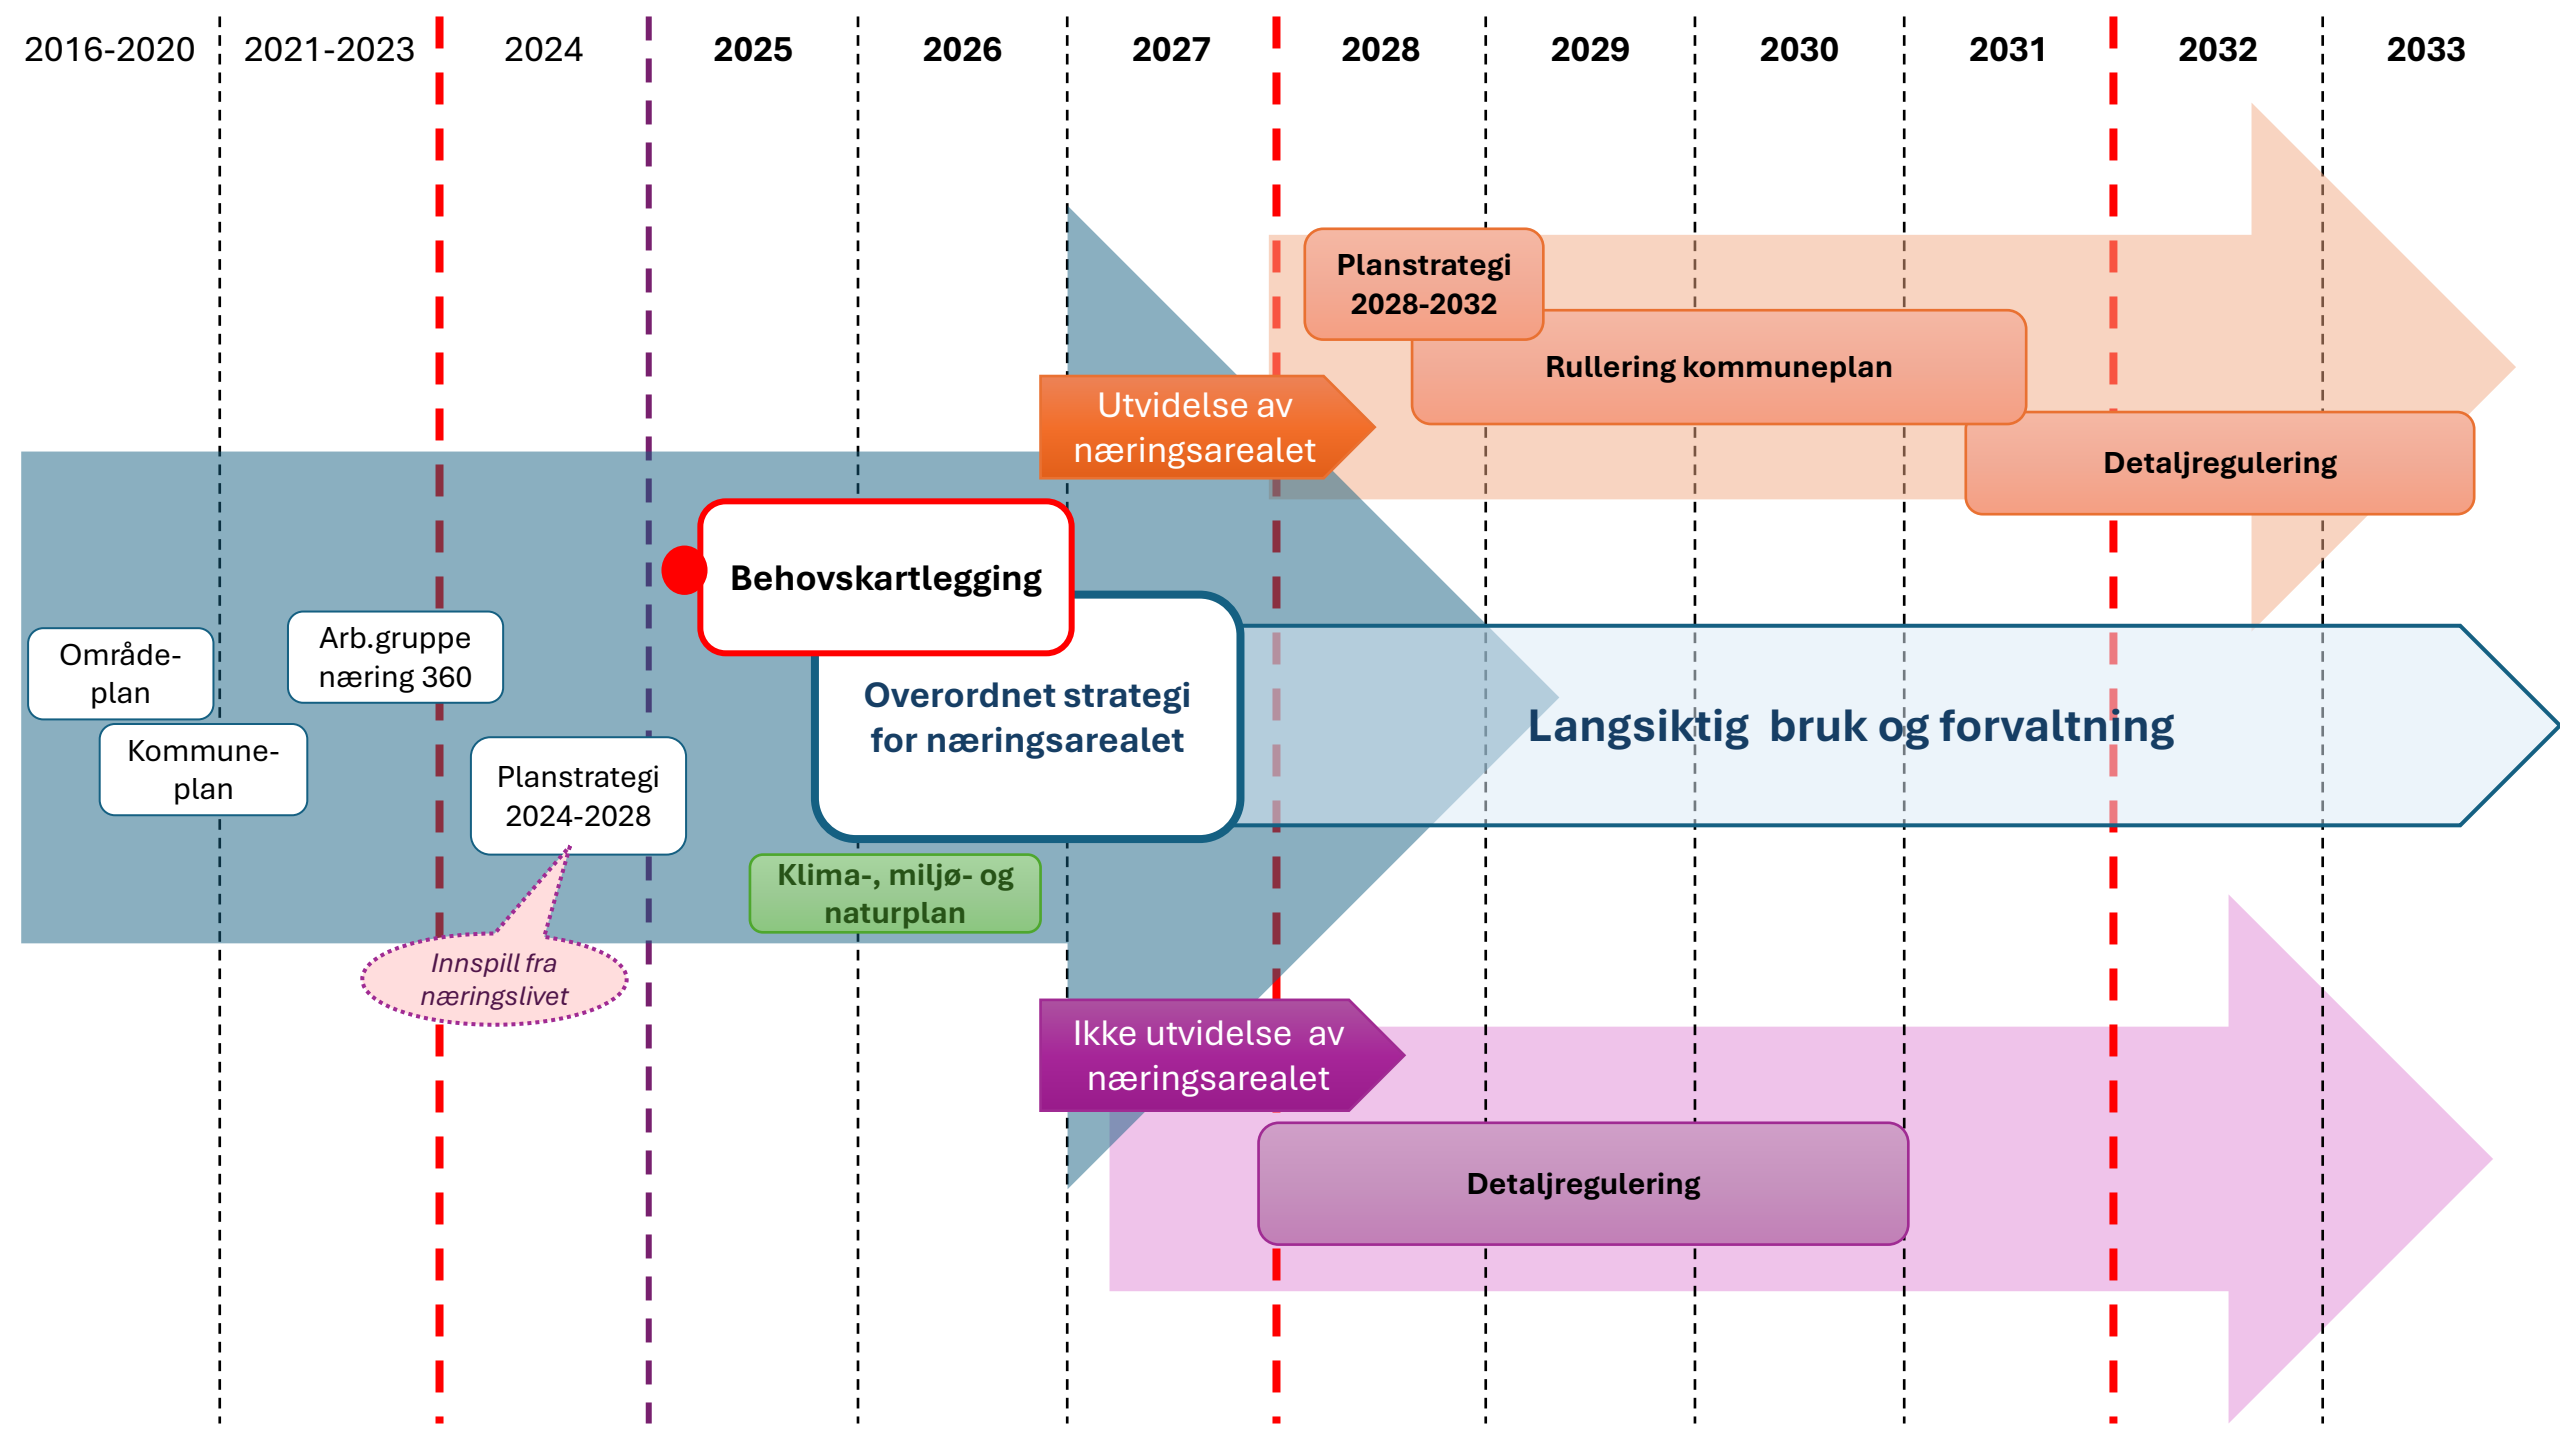 2016-2020
2021-2023
2024
2025
2026
2027
2028
2029
2030
2031
2032
2033
Planstrategi
2028-2032
Rullering kommuneplan
Detaljregulering
Utvidelse av
næringsarealet
Behovskartlegging
Overordnet strategi
for næringsarealet
Langsiktig  bruk og forvaltning
Område-
plan
Kommune-
plan
Arb.gruppe
næring 360
Planstrategi
2024-2028
Klima-, miljø- og
naturplan
Innspill fra
næringslivet
Ikke utvidelse  av
næringsarealet
Detaljregulering